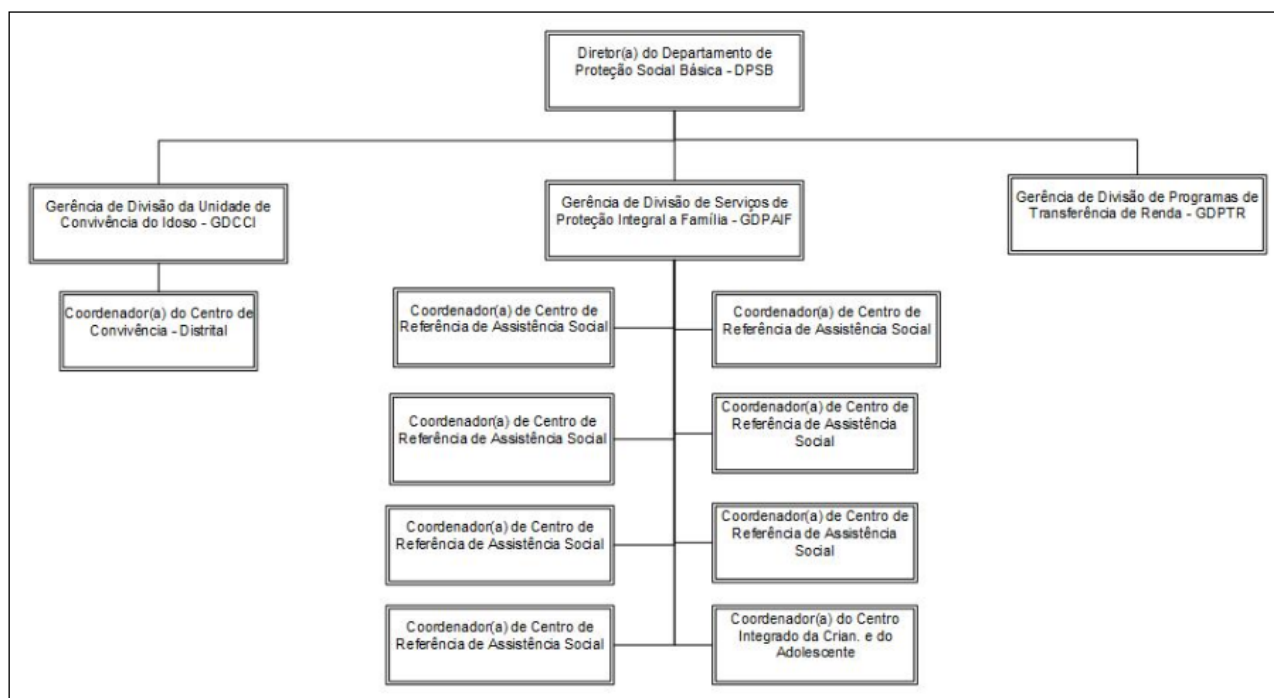 Diretor(a) do Departamento de
Proteção Social Básica - DPSB
Gerência de Divisão da Unidade de
Convivência do Idoso - GDCCI
Gerência de Divisão de Serviços de
Proteção Integral a Família - GDPAIF
Gerência de Divisão de Programas de
Transferência de Renda - GDPTR
Coordenador(a) do Centro de
Convivência - Distrital
Coordenador(a) de Centro de
Referência de Assistência Social
Coordenador(a) de Centro de
Referência de Assistência Social
Coordenador(a) de Centro de
Referência de Assistência Social
Coordenador(a) de Centro de
Referência de Assistência
Social
Coordenador(a) de Centro de
Referência de Assistência Social
Coordenador(a) de Centro de
Referência de Assistência
Social
Coordenador(a) de Centro de
Referência de Assistência Social
Coordenador(a) do Centro
Integrado da Crian. e do
Adolescente